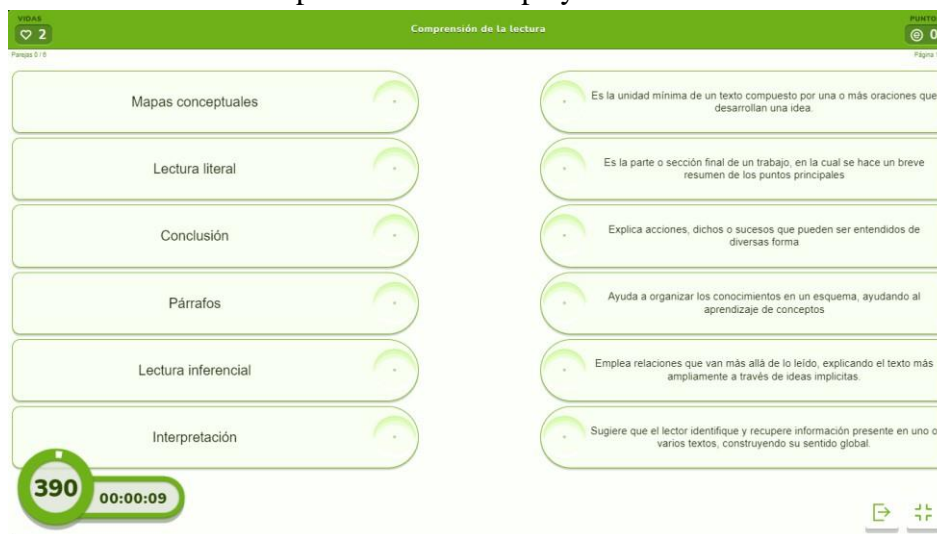 VIDAS
2
Comprensión de la lectura
PUNTO
0
Parejas 0 / 6
Página
Mapas conceptuales
Es la unidad mínima de un texto compuesto por una o más oraciones que
desarrollan una idea.
Lectura literal
Es la parte o sección final de un trabajo, en la cual se hace un breve
resumen de los puntos principales
Conclusión
Explica acciones, dichos o sucesos que pueden ser entendidos de
diversas forma
Párrafos
Ayuda a organizar los conocimientos en un esquema, ayudando al
aprendizaje de conceptos
Lectura inferencial
Emplea relaciones que van más allá de lo leído, explicando el texto más
ampliamente a través de ideas implicitas.
Interpretación
Sugiere que el lector identifique y recupere información presente en uno o
varios textos, construyendo su sentido global.
390
00:00:09